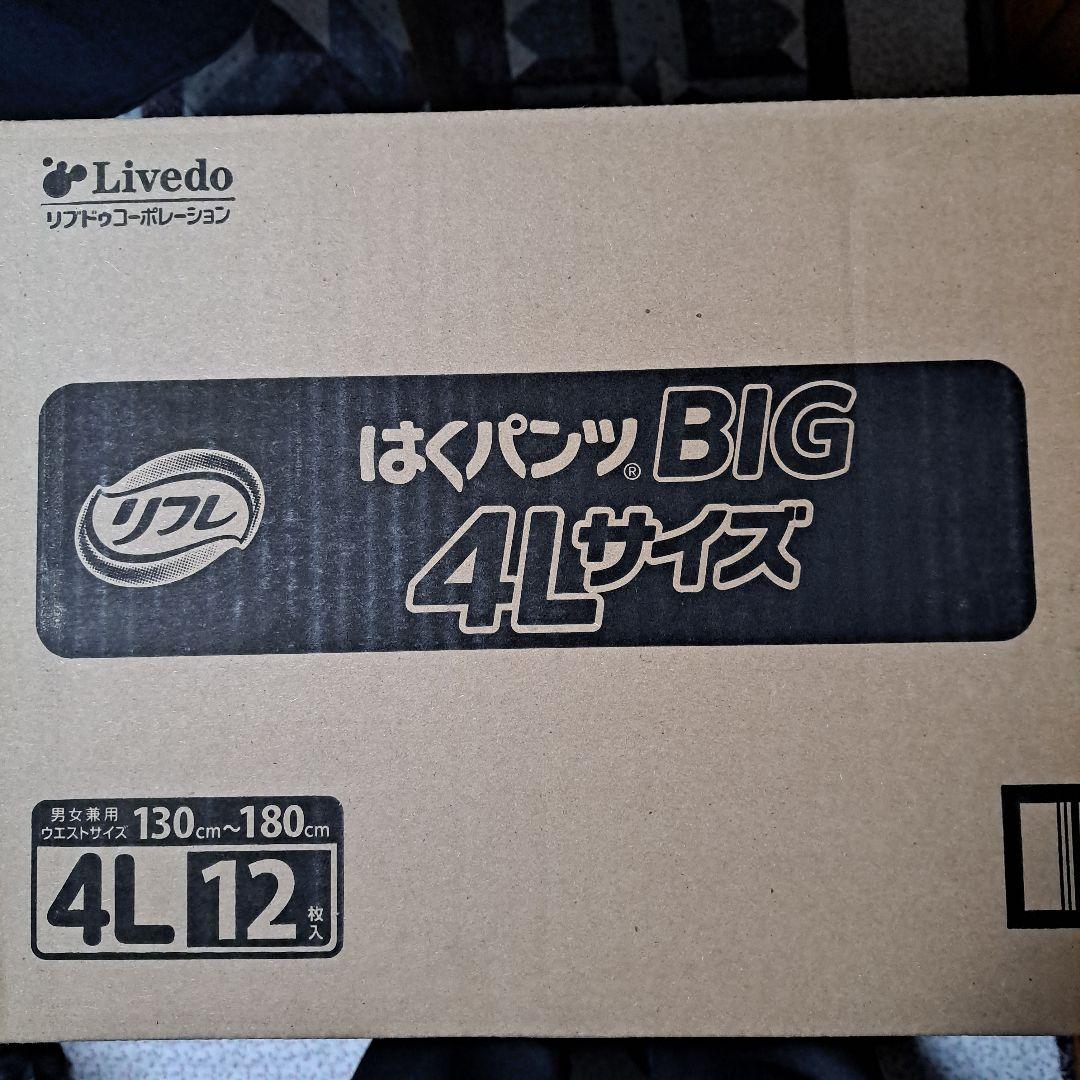 Livedo
リブドゥコーポレーション
リフレ
はくパンツ® BIG
4Lサイズ
男女兼用
ウエストサイズ 130cm~180cm
4L 12枚入